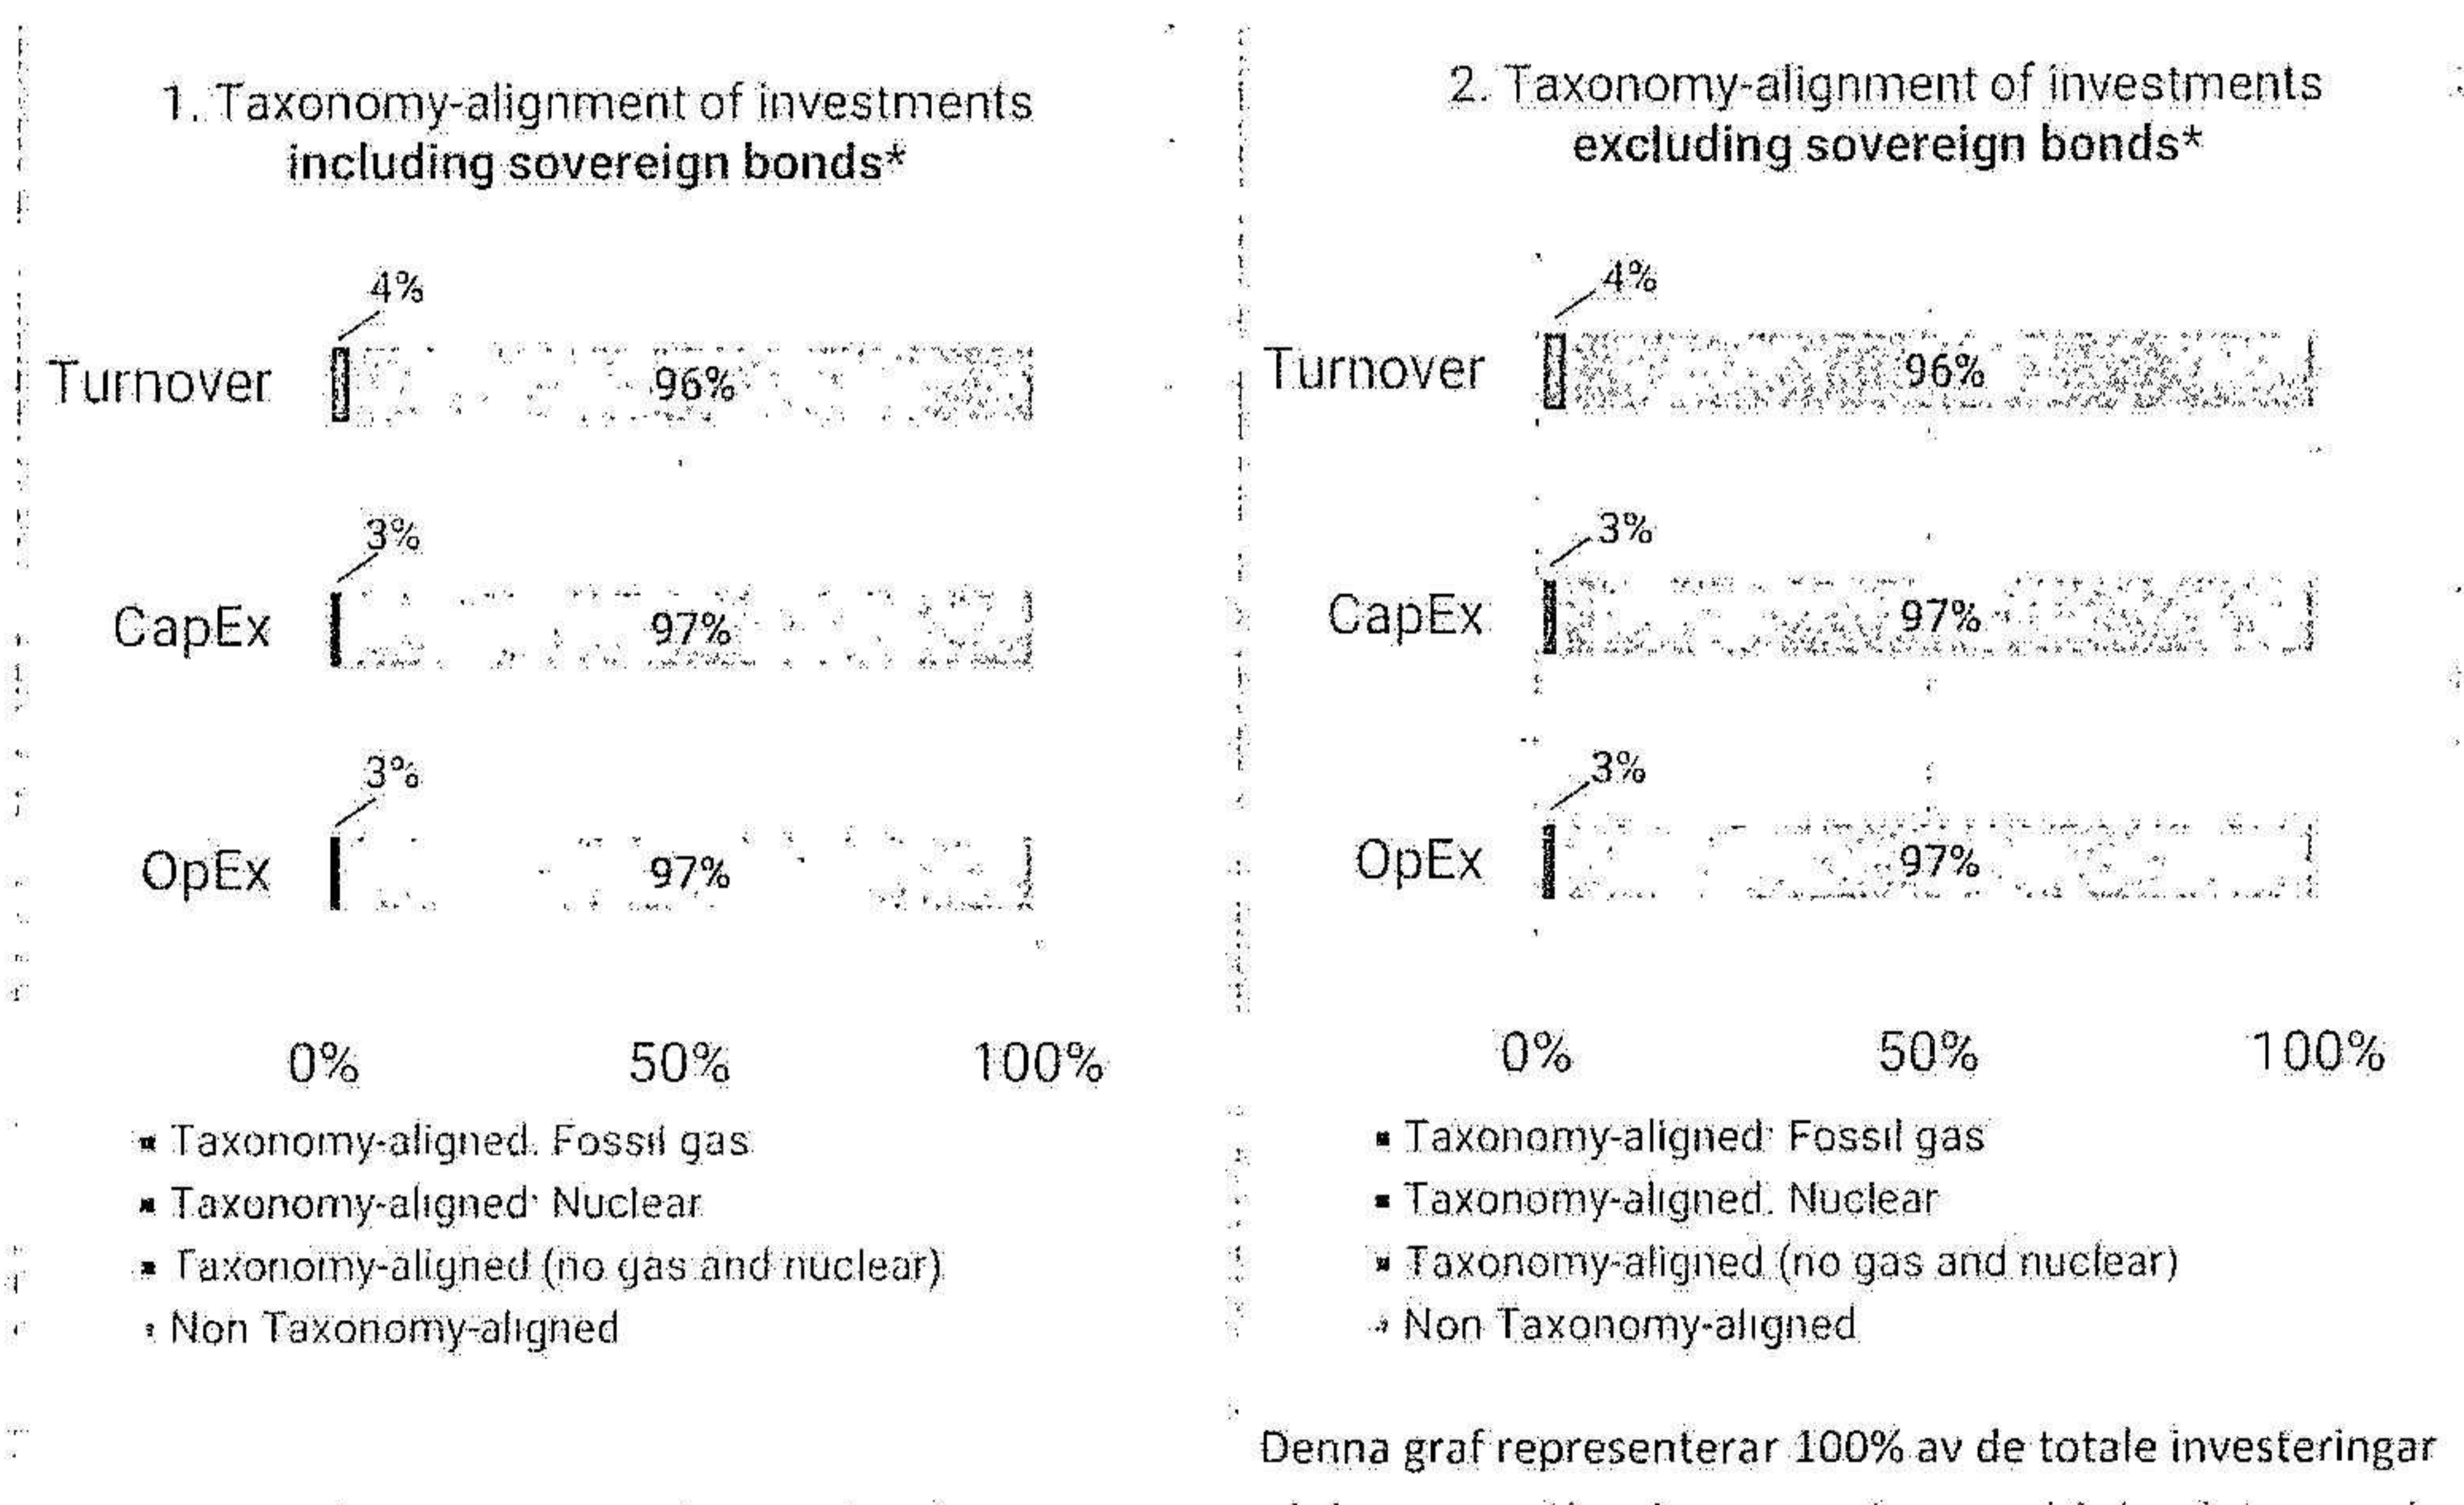 1. Taxonomy-alignment of investments
including sovereign bonds*
4%
Turnover
96%
3%
CapEx
97%
3%
OpEx
97%
0% 50% 100%
Taxonomy-aligned. Fossil gas
Taxonomy-aligned: Nuclear
Taxonomy-aligned (no gas and nuclear)
Non Taxonomy-aligned
2. Taxonomy-alignment of investments
excluding sovereign bonds*
4%
Turnover
96%
3%
CapEx
97%
3%
OpEx
97%
0% 50% 100%
Taxonomy-aligned: Fossil gas
Taxonomy-aligned. Nuclear
Taxonomy-aligned (no gas and nuclear)
Non Taxonomy-aligned
Denna graf representerar 100% av de totale investeringar